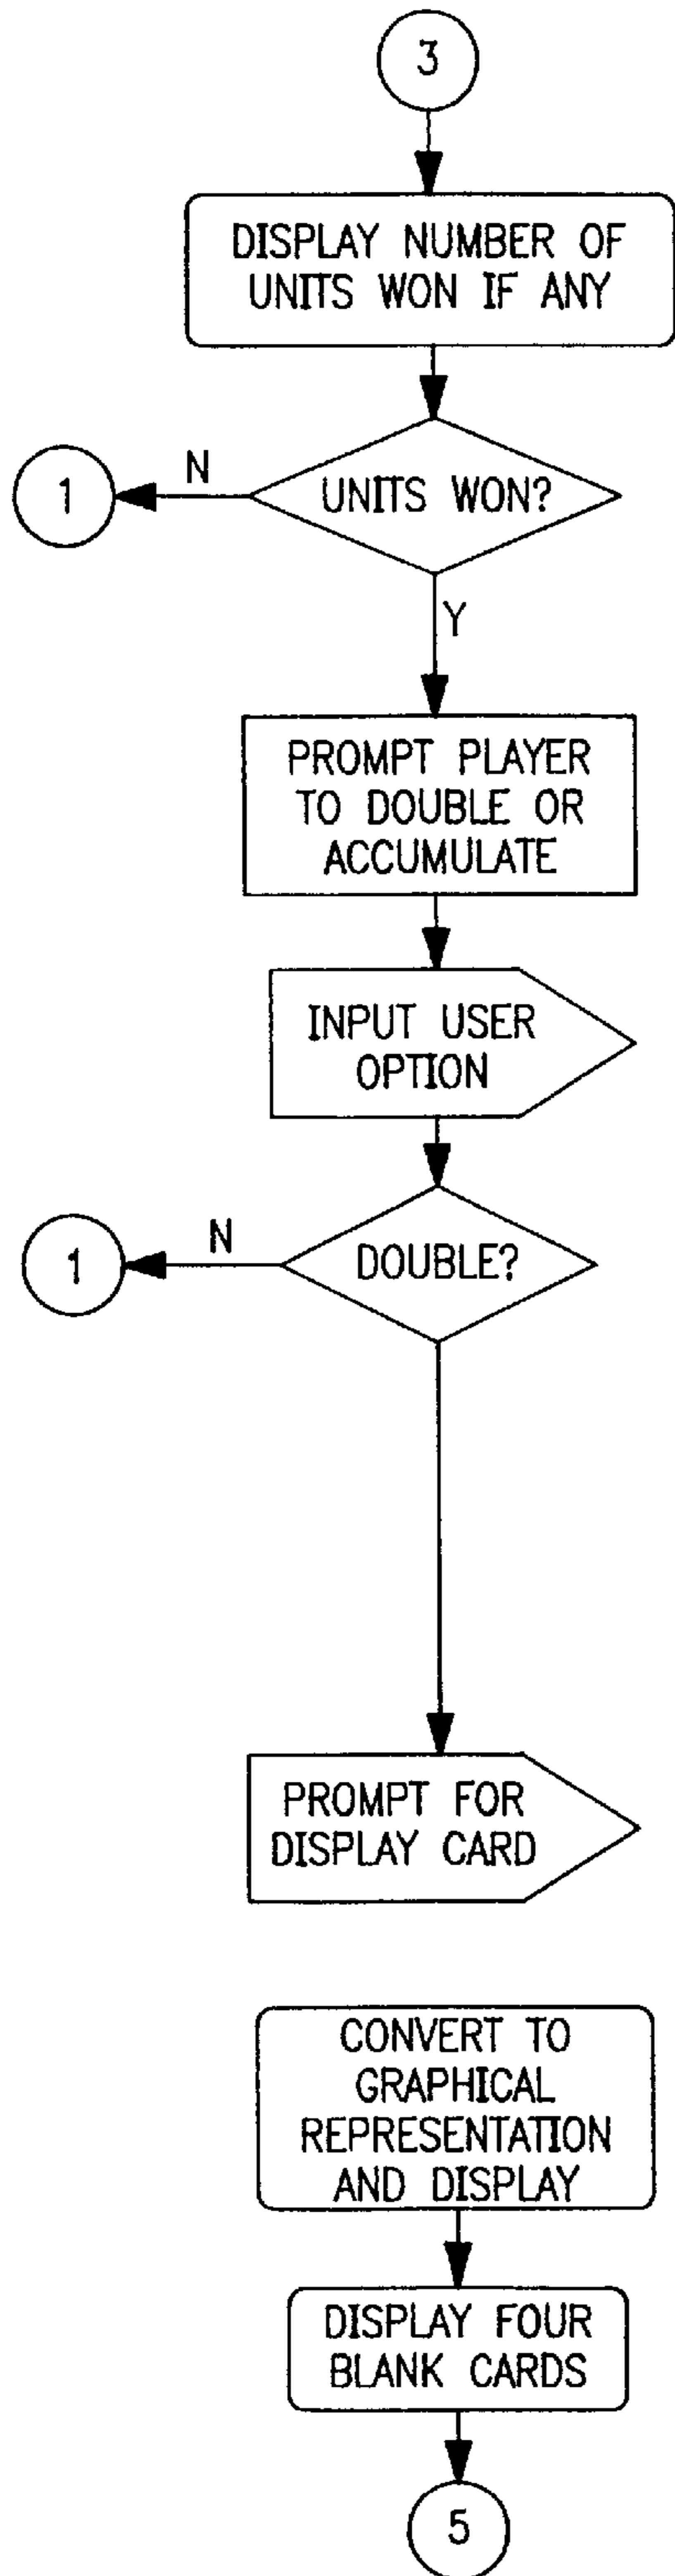 3
DISPLAY NUMBER OF
UNITS WON IF ANY
1
N
UNITS WON?
Y
PROMPT PLAYER
TO DOUBLE OR
ACCUMULATE
INPUT USER
OPTION
1
N
DOUBLE?
PROMPT FOR
DISPLAY CARD
CONVERT TO
GRAPHICAL
REPRESENTATION
AND DISPLAY
DISPLAY FOUR
BLANK CARDS
5